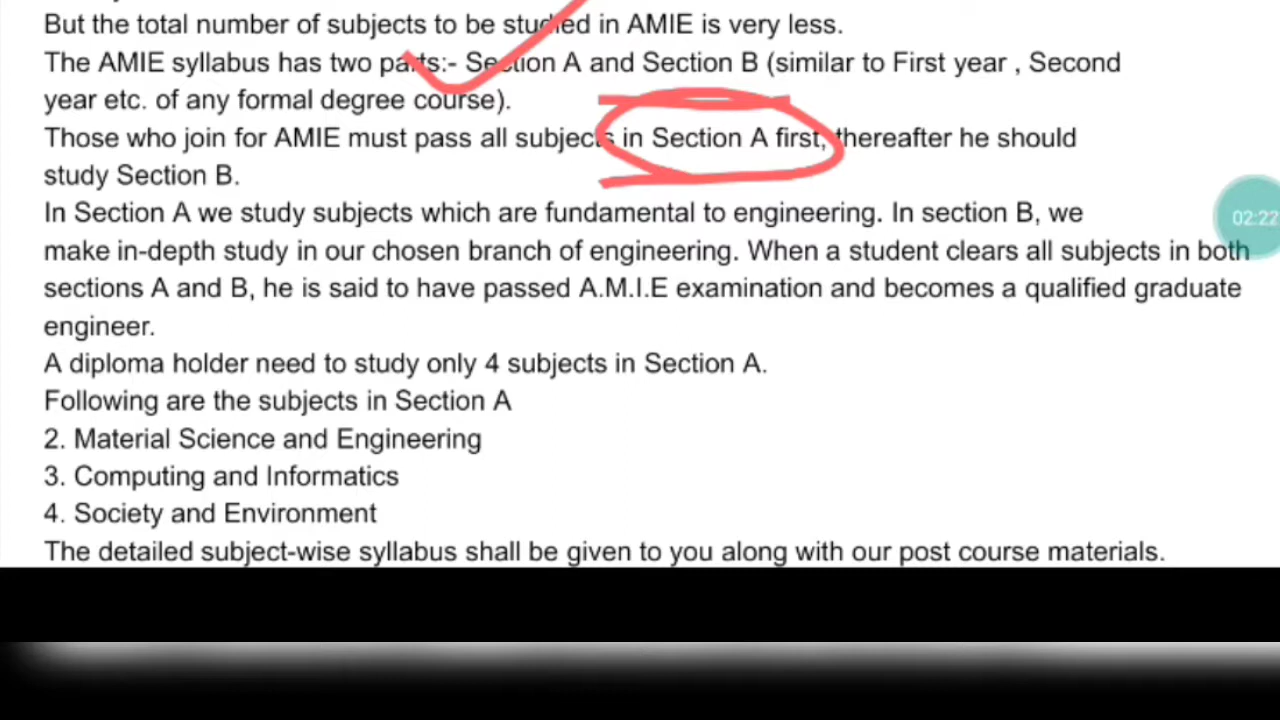 But the total number of subjects to be studied in AMIE is very less.
The AMIE syllabus has two parts:- Section A and Section B (similar to First year , Second
year etc. of any formal degree course).
Those who join for AMIE must pass all subjects in Section A first, thereafter he should
study Section B.
In Section A we study subjects which are fundamental to engineering. In section B, we
make in-depth study in our chosen branch of engineering. When a student clears all subjects in both
sections A and B, he is said to have passed A.M.I.E examination and becomes a qualified graduate
engineer.
A diploma holder need to study only 4 subjects in Section A.
Following are the subjects in Section A
2. Material Science and Engineering
3. Computing and Informatics
4. Society and Environment
The detailed subject-wise syllabus shall be given to you along with our post course materials.
02:22